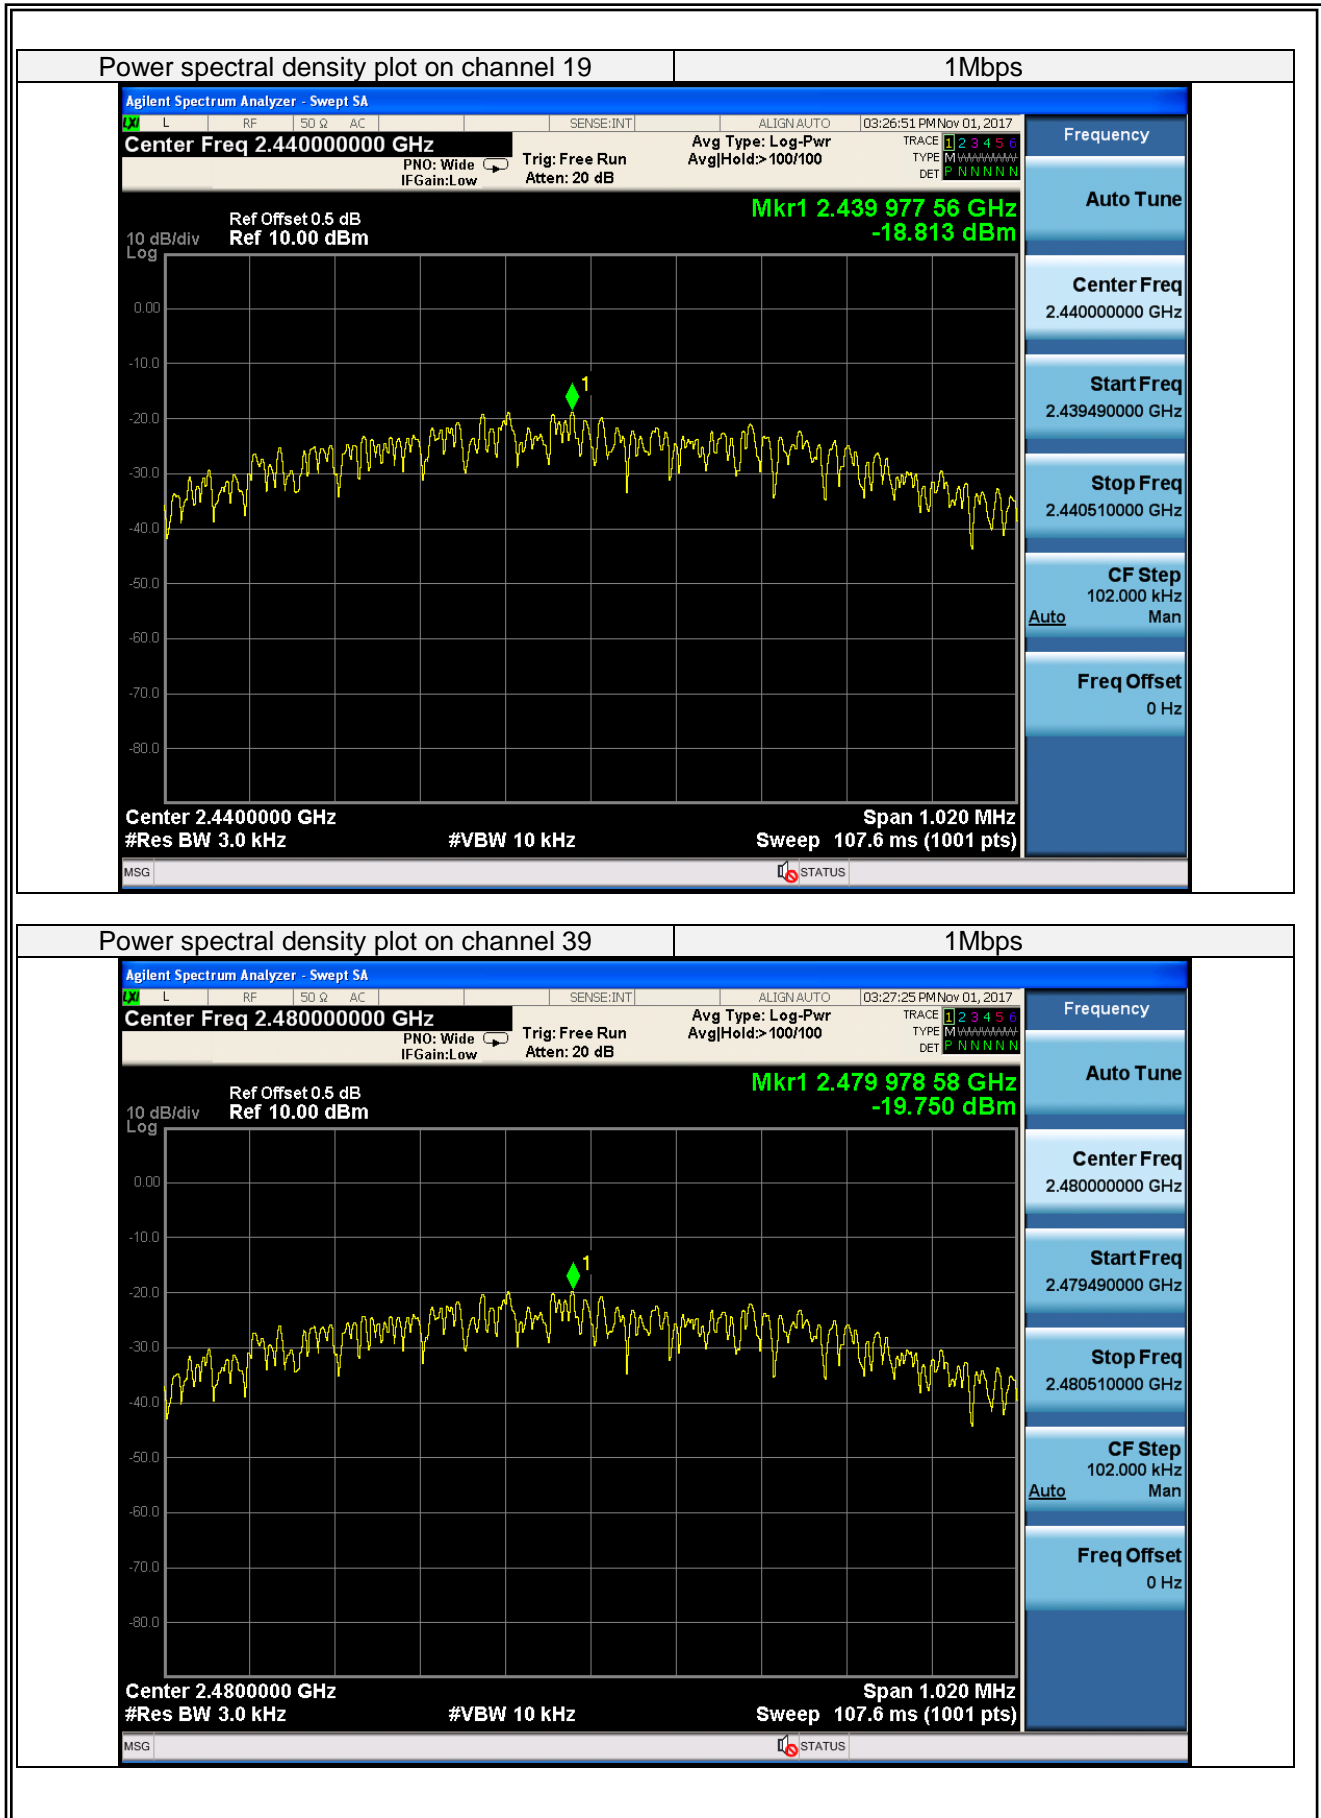 Power spectral density plot on channel 19 1Mbps
Agilent Spectrum Analyzer - Swept SA
LXI L RF 50 Ω AC SENSE:INT ALIGN AUTO 03:26:51 PM Nov 01, 2017
Center Freq 2.440000000 GHz
PNO: Wide
IFGain:Low
Trig: Free Run
Atten: 20 dB
Avg Type: Log-Pwr
Avg|Hold:>100/100
TRACE 1 2 3 4 5 6
TYPE M WWWWW
DET P N N N N N
Frequency
Auto Tune
Mkr1 2.439 977 56 GHz
-18.813 dBm
Ref Offset 0.5 dB
10 dB/div Ref 10.00 dBm
Log
0.00
-10.0
-20.0
-30.0
-40.0
-50.0
-60.0
-70.0
-80.0
1
Center Freq
2.440000000 GHz
Start Freq
2.439490000 GHz
Stop Freq
2.440510000 GHz
CF Step
102.000 kHz
Auto Man
Freq Offset
0 Hz
Center 2.4400000 GHz Span 1.020 MHz
#Res BW 3.0 kHz #VBW 10 kHz Sweep 107.6 ms (1001 pts)
MSG STATUS
Power spectral density plot on channel 39 1Mbps
Agilent Spectrum Analyzer - Swept SA
LXI L RF 50 Ω AC SENSE:INT ALIGN AUTO 03:27:25 PM Nov 01, 2017
Center Freq 2.480000000 GHz
PNO: Wide
IFGain:Low
Trig: Free Run
Atten: 20 dB
Avg Type: Log-Pwr
Avg|Hold:>100/100
TRACE 1 2 3 4 5 6
TYPE M WWWWW
DET P N N N N N
Frequency
Auto Tune
Mkr1 2.479 978 58 GHz
-19.750 dBm
Ref Offset 0.5 dB
10 dB/div Ref 10.00 dBm
Log
0.00
-10.0
-20.0
-30.0
-40.0
-50.0
-60.0
-70.0
-80.0
1
Center Freq
2.480000000 GHz
Start Freq
2.479490000 GHz
Stop Freq
2.480510000 GHz
CF Step
102.000 kHz
Auto Man
Freq Offset
0 Hz
Center 2.4800000 GHz Span 1.020 MHz
#Res BW 3.0 kHz #VBW 10 kHz Sweep 107.6 ms (1001 pts)
MSG STATUS